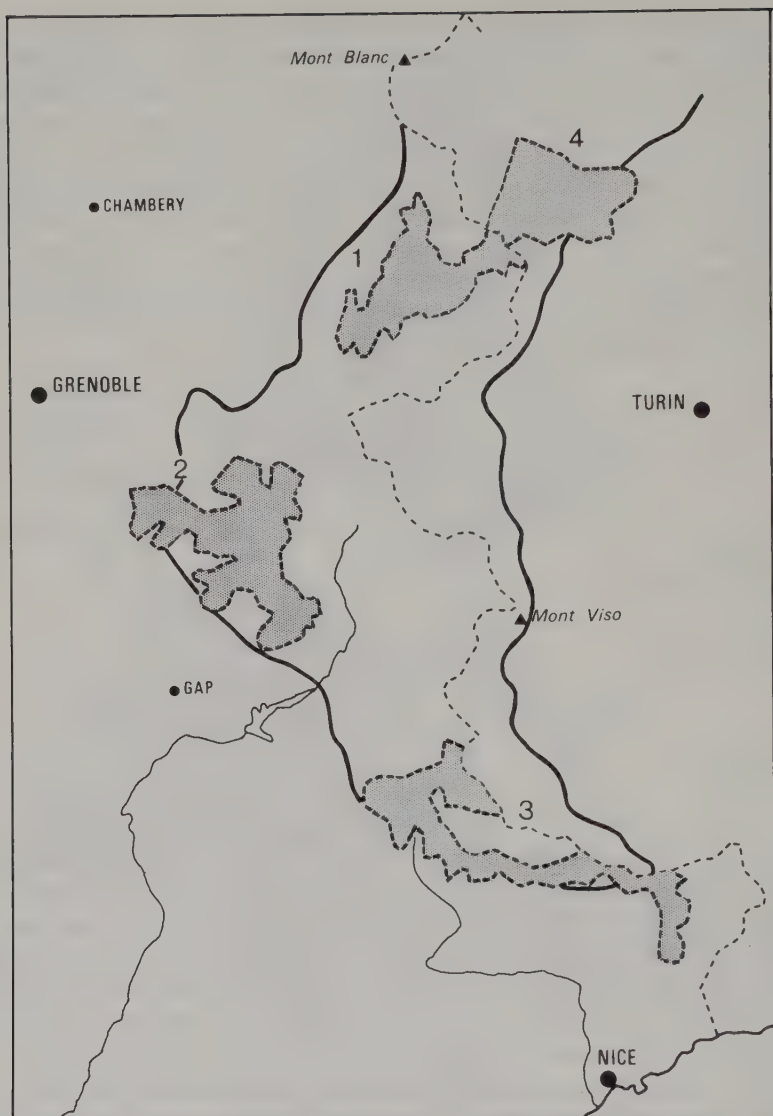 Mont Blanc
4
CHAMBERY
1
GRENOBLE
TURIN
2
Mont Viso
GAP
3
NICE